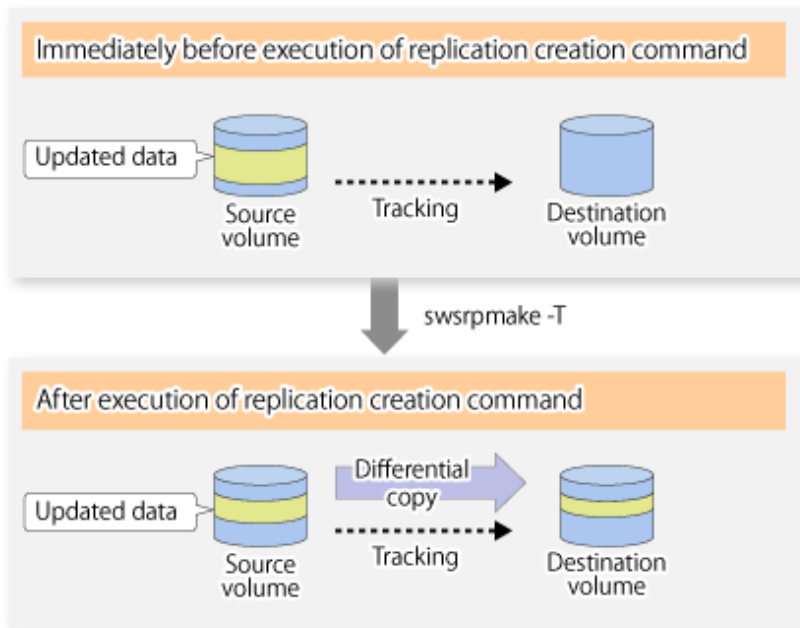 Immediately before execution of replication creation command
Updated data
Source
volume
Tracking
Destination
volume
swsrpmake -T
After execution of replication creation command
Updated data
Source
volume
Differential
copy
Tracking
Destination
volume